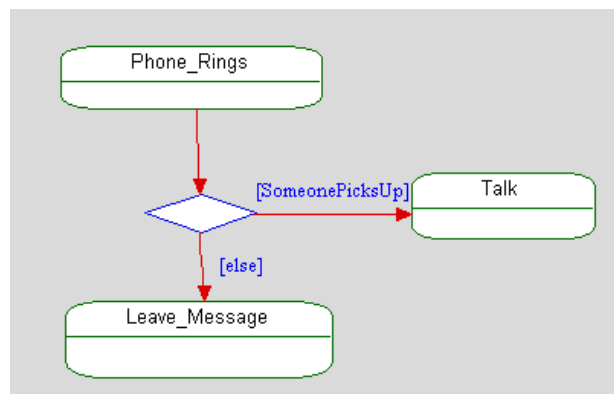 Phone_Rings
[SomeonePicksUp]
Talk
[else]
Leave_Message